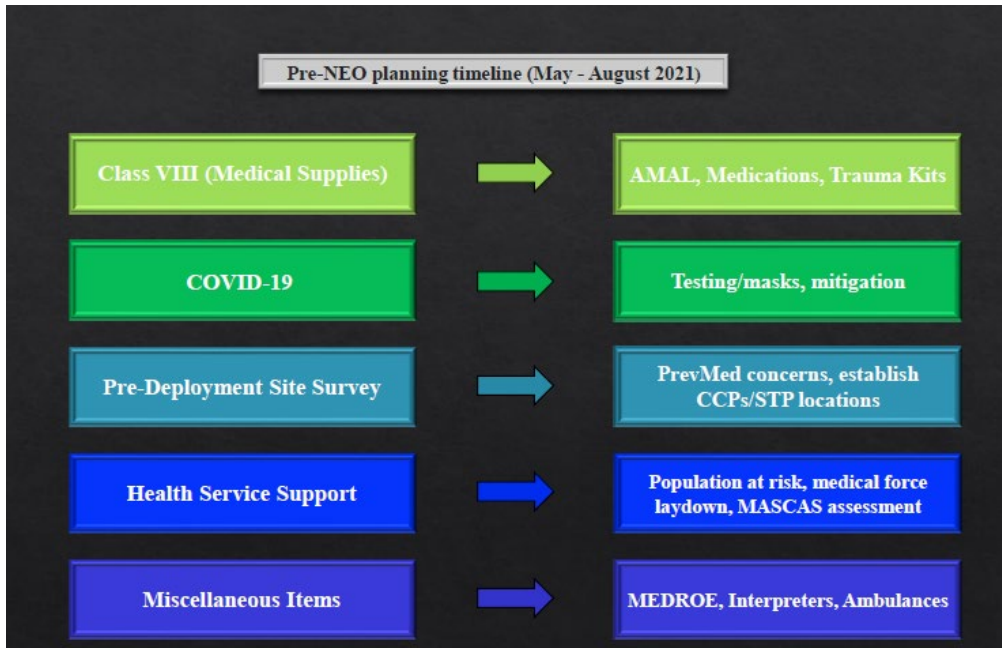 Pre-NEO planning timeline (May - August 2021)
Class VIII (Medical Supplies)
AMAL, Medications, Trauma Kits
COVID-19
Testing/masks, mitigation
Pre-Deployment Site Survey
PrevMed concerns, establish
CCPs/STP locations
Health Service Support
Population at risk, medical force
laydown, MASCAS assessment
Miscellaneous Items
MEDROE, Interpreters, Ambulances